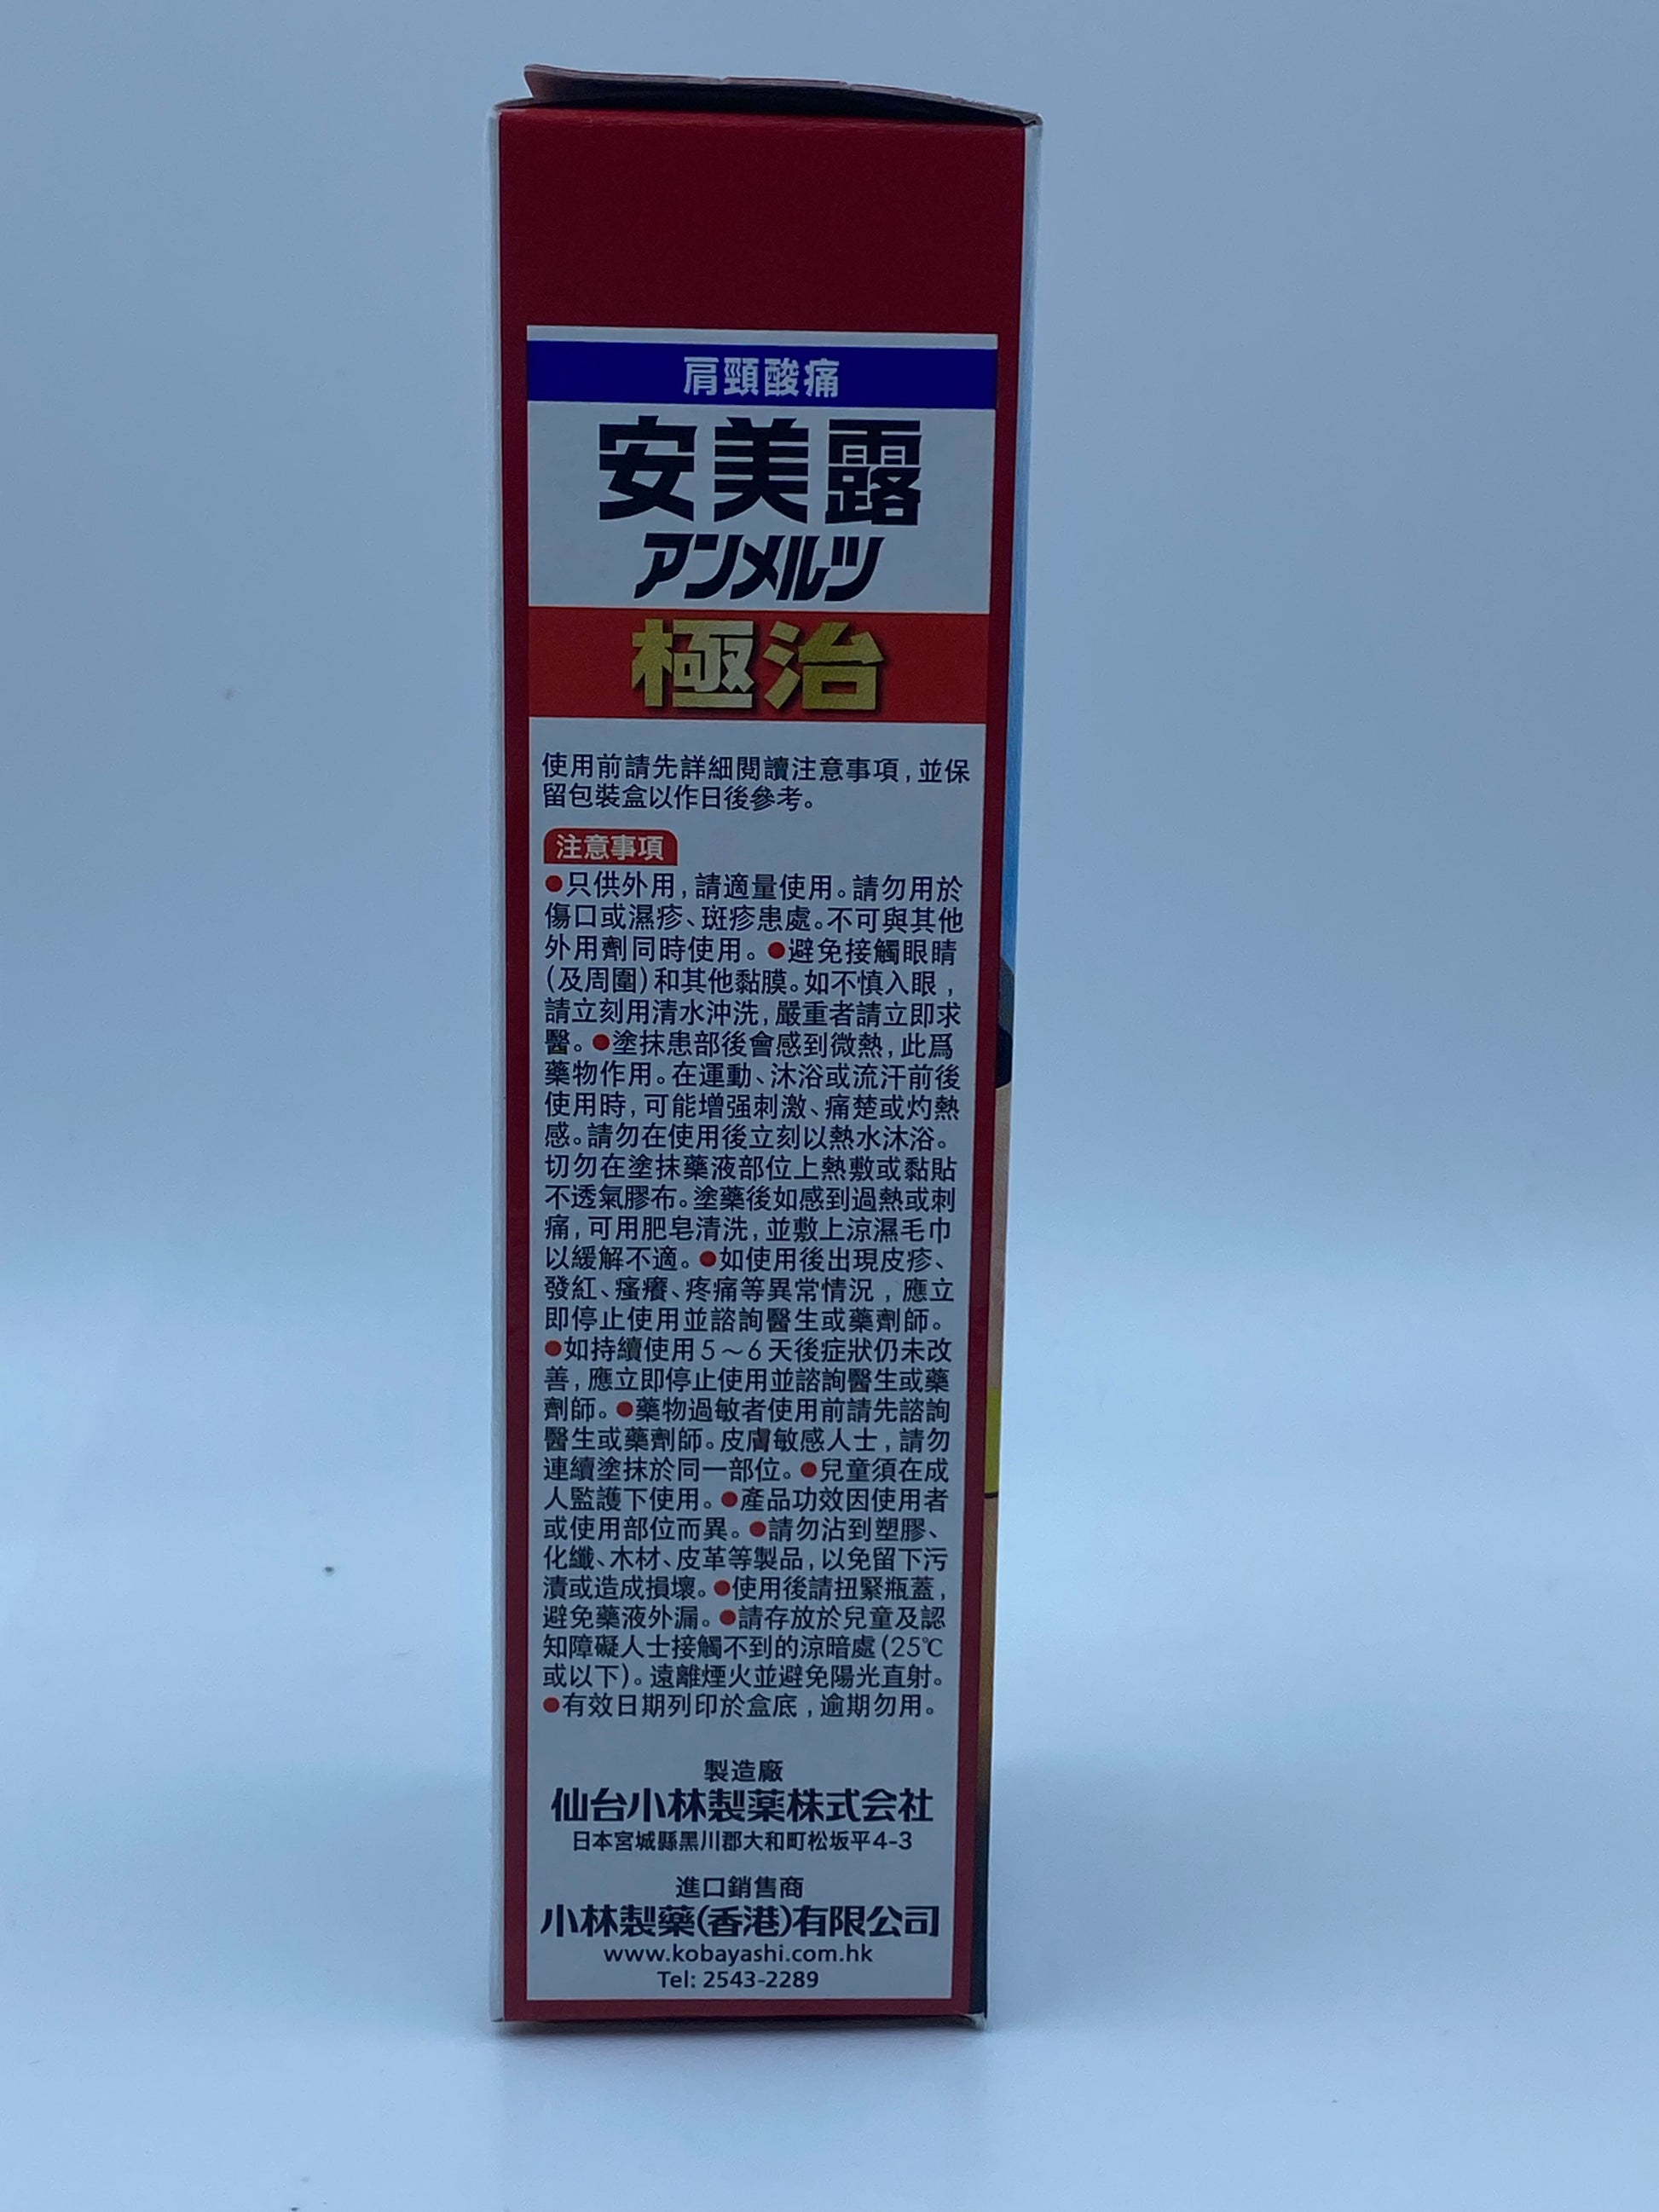 肩頸酸痛
安美露
アンメルツ
極治
使用前請先詳細閱讀注意事項,並保
留包裝盒以作日後參考。
注意事項
●只供外用,請適量使用。請勿用於
傷口或濕疹、斑疹患處。不可與其他
外用劑同時使用。●避免接觸眼睛
(及周圍)和其他黏膜。如不慎入眼,
請立刻用清水沖洗,嚴重者請立即求
醫。●塗抹患部後會感到微熱,此爲
藥物作用。在運動、沐浴或流汗前後
使用時,可能增强刺激、痛楚或灼熱
感。請勿在使用後立刻以熱水沐浴。
切勿在塗抹藥液部位上熱敷或黏貼
不透氣膠布。塗藥後如感到過熱或刺
痛,可用肥皂清洗,並敷上涼濕毛巾
以緩解不適。●如使用後出現皮疹、
發紅、瘙癢、疼痛等異常情況,應立
即停止使用並諮詢醫生或藥劑師。
●如持續使用5～6天後症狀仍未改
善,應立即停止使用並諮詢醫生或藥
劑師。●藥物過敏者使用前請先諮詢
醫生或藥劑師。皮膚敏感人士,請勿
連續塗抹於同一部位。●兒童須在成
人監護下使用。●產品功效因使用者
或使用部位而異。●請勿沾到塑膠、
化纖、木材、皮革等製品,以免留下污
漬或造成損壞。●使用後請扭緊瓶蓋,
避免藥液外漏。●請存放於兒童及認
知障礙人士接觸不到的涼暗處(25℃
或以下)。遠離煙火並避免陽光直射。
●有效日期列印於盒底,逾期勿用。
製造廠
仙台小林製薬株式会社
日本宮城縣黑川郡大和町松坂平4-3
進口銷售商
小林製藥(香港)有限公司
www.kobayashi.com.hk
Tel: 2543-2289